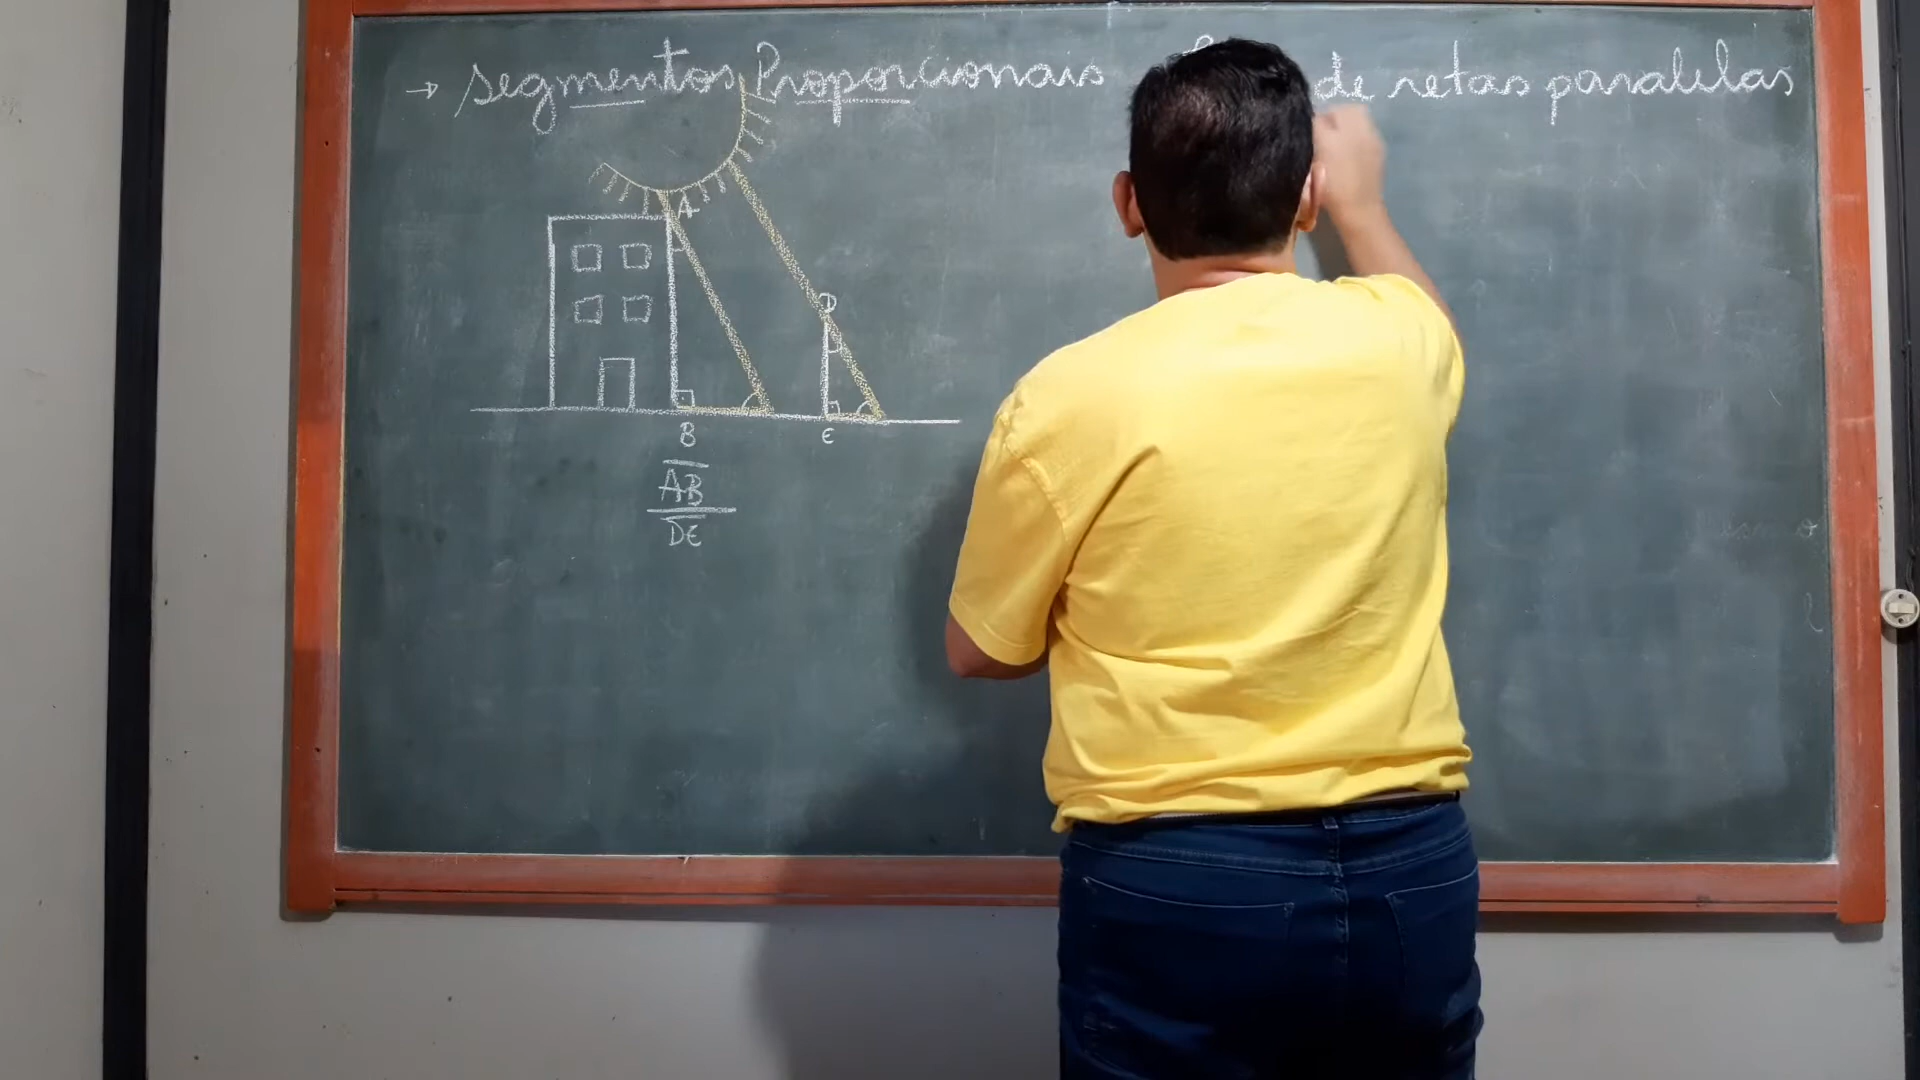 → Segmentos Proporcionais
de retas paralelas
A
D
B
E
AB
DE